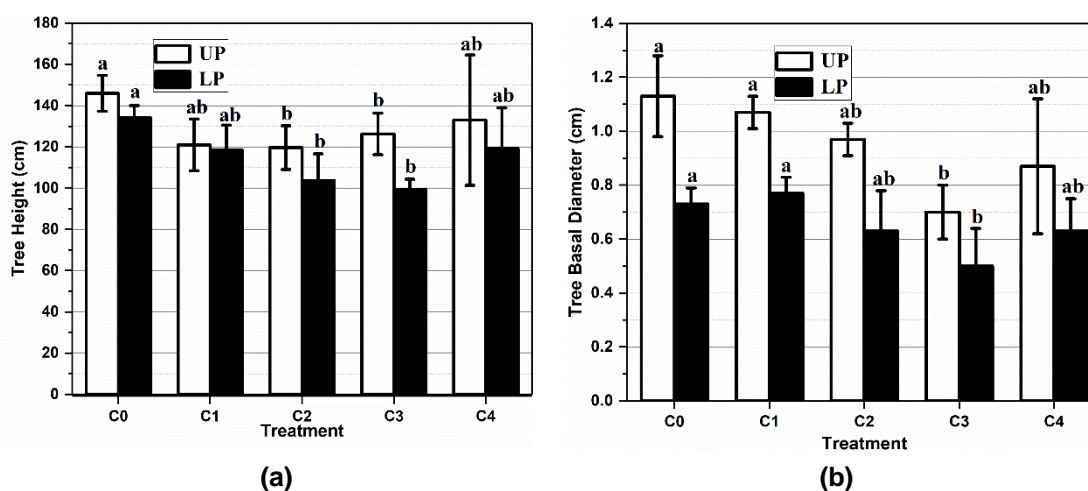 180
160
140
120
100
80
60
40
20
0
Tree Height (cm)
UP
LP
a
a
ab
ab
b
b
b
b
ab
ab
C0
C1
C2
C3
C4
Treatment
(a)
1.4
1.2
1.0
0.8
0.6
0.4
0.2
0.0
Tree Basal Diameter (cm)
UP
LP
a
a
a
a
ab
ab
b
b
ab
ab
C0
C1
C2
C3
C4
Treatment
(b)